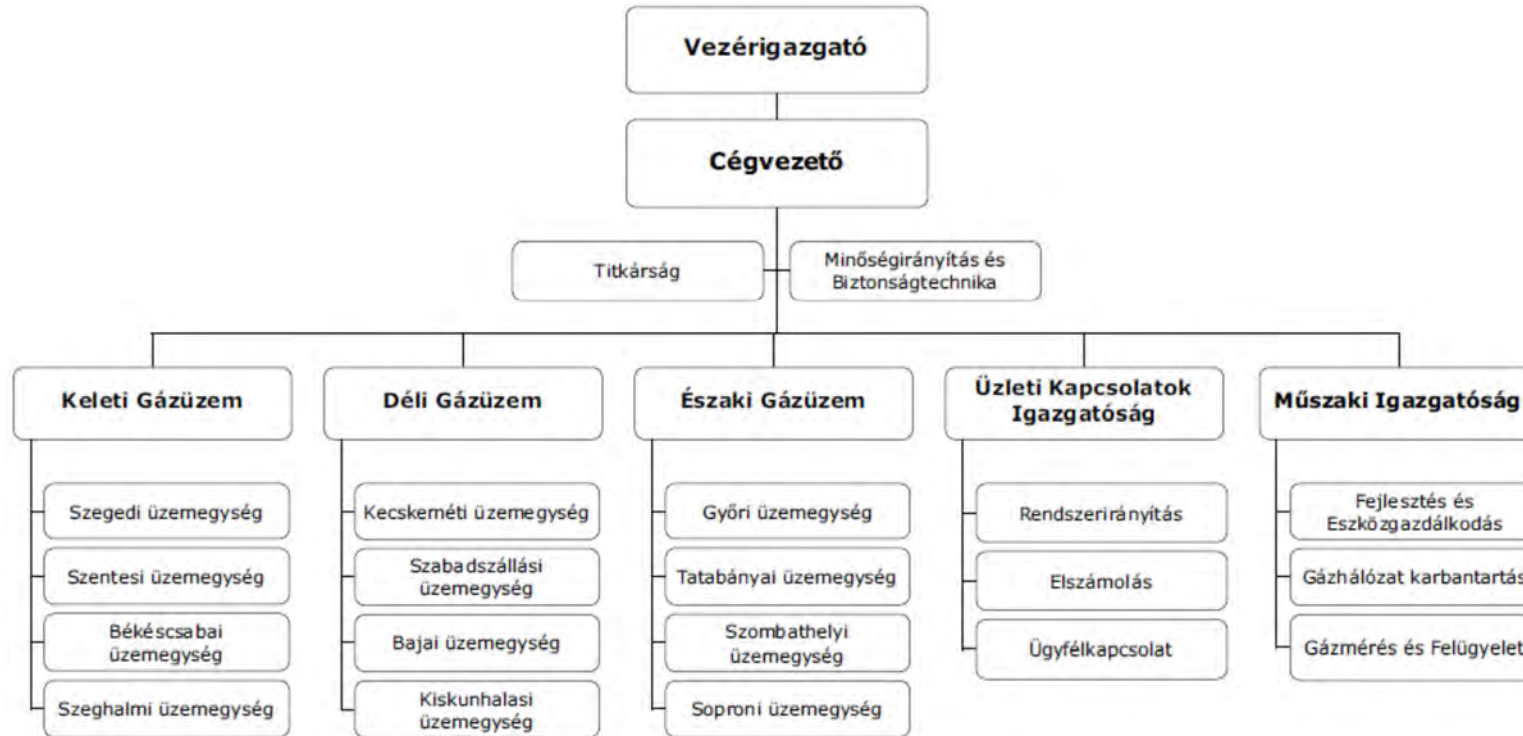 Vezérigazgató
Cégvezető
Titkárság
Minőségirányítás és
Biztonságtechnika
Keleti Gázüzem
Szegedi üzemegység
Szentesi üzemegység
Békéscsabai
üzemegység
Szeghalmi üzemegység
Déli Gázüzem
Kecskeméti üzemegység
Szabadszállási
üzemegység
Bajai üzemegység
Kiskunhalasi
üzemegység
Északi Gázüzem
Győri üzemegység
Tatabányai üzemegység
Szombathelyi
üzemegység
Soproni üzemegység
Üzleti Kapcsolatok
Igazgatóság
Rendszerirányítás
Elszámolás
Ügyfélkapcsolat
Műszaki Igazgatóság
Fejlesztés és
Eszközgazdálkodás
Gázhálózat karbantartás
Gázmérés és Felügyelet